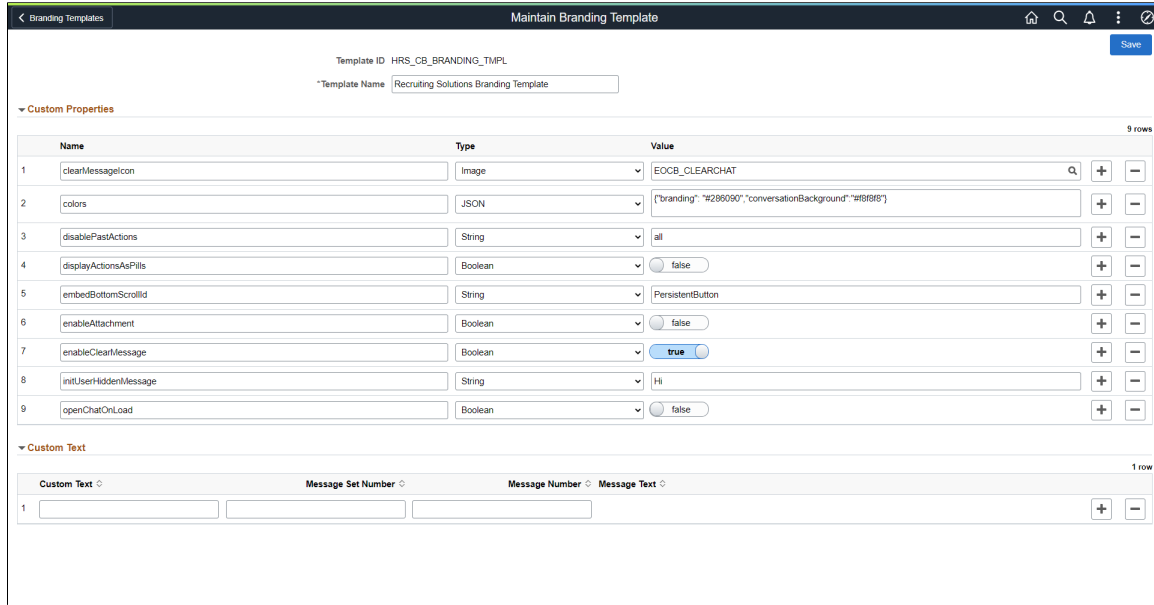 Branding Templates Maintain Branding Template
Save
Template ID HRS_CB_BRANDING_TMPL
*Template Name Recruiting Solutions Branding Template
Custom Properties
9 rows
Name Type Value
1 clearMessageIcon Image EOCB_CLEARCHAT
2 colors JSON {"branding": "#286090","conversationBackground":"#f8f8f8"}
3 disablePastActions String all
4 displayActionsAsPills Boolean false
5 embedBottomScrollId String PersistentButton
6 enableAttachment Boolean false
7 enableClearMessage Boolean true
8 initUserHiddenMessage String Hi
9 openChatOnLoad Boolean false
Custom Text
1 row
Custom Text Message Set Number Message Number Message Text
1